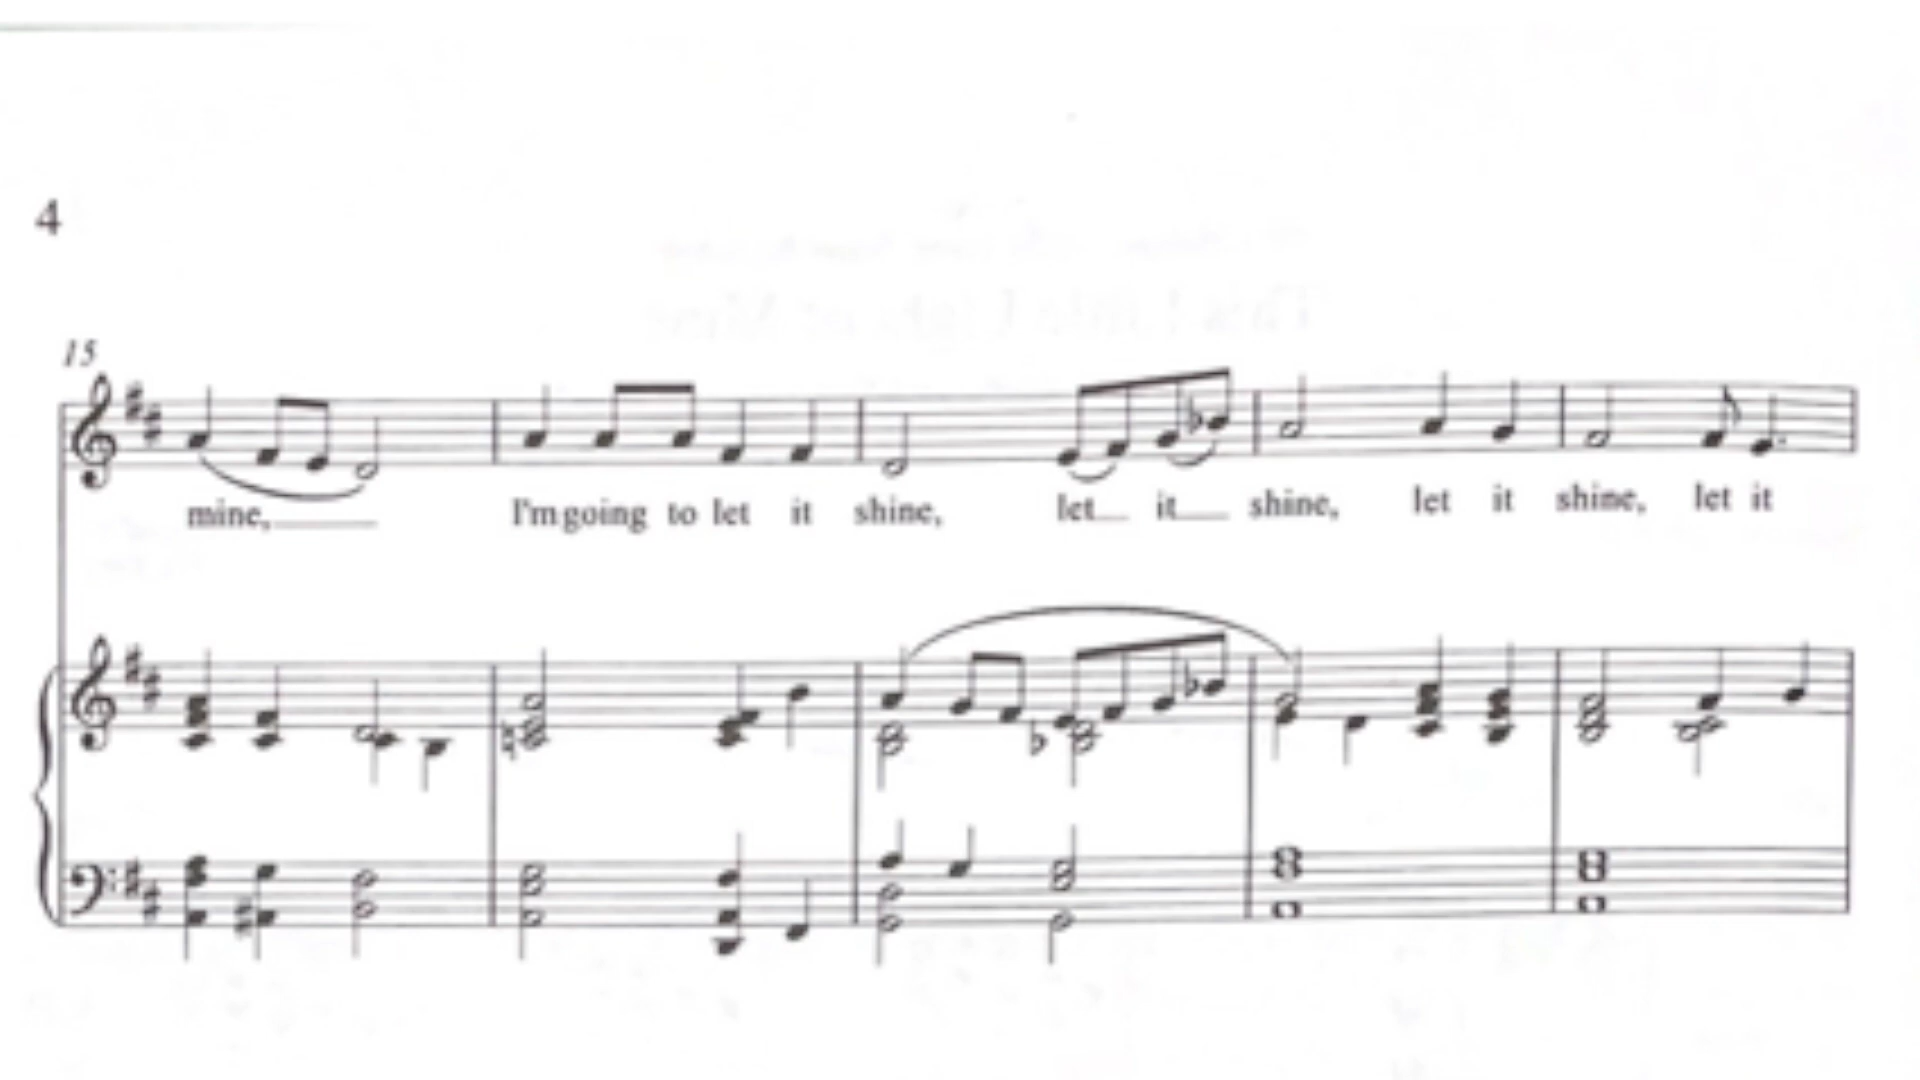 4
15
mine, I'm going to let it shine, let it shine, let it shine, let it